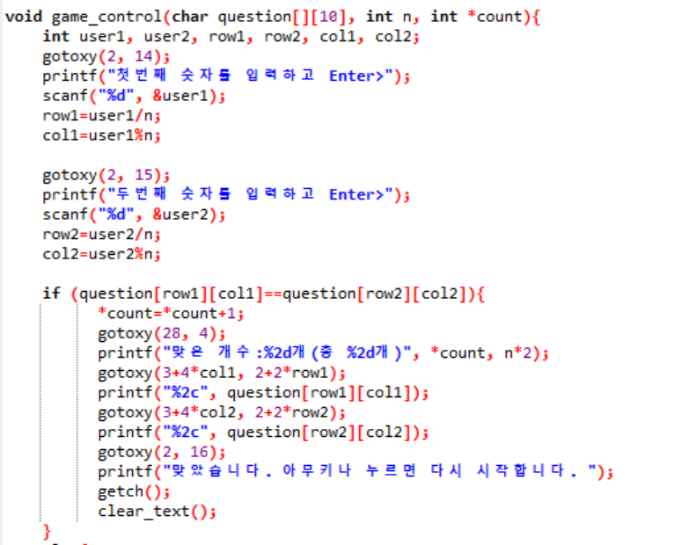 void game_control(char question[][10], int n, int *count){
int user1, user2, row1, row2, col1, col2;
gotoxy(2, 14);
printf("첫번째 숫자를 입력하고 Enter>");
scanf("%d", &user1);
row1=user1/n;
col1=user1%n;
gotoxy(2, 15);
printf("두번째 숫자를 입력하고 Enter>");
scanf("%d", &user2);
row2=user2/n;
col2=user2%n;
if (question[row1][col1]==question[row2][col2]){
*count=*count+1;
gotoxy(28, 4);
printf("맞은 개수:%2d개(총 %2d개)", *count, n*2);
gotoxy(3+4*col1, 2+2*row1);
printf("%2c", question[row1][col1]);
gotoxy(3+4*col2, 2+2*row2);
printf("%2c", question[row2][col2]);
gotoxy(2, 16);
printf("맞았습니다. 아무키나 누르면 다시 시작합니다. ");
getch();
clear_text();
}